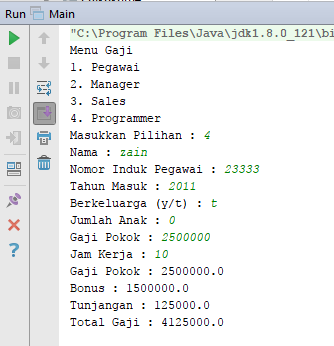 Run Main
"C:\Program Files\Java\jdk1.8.0_121\bi
Menu Gaji
1. Pegawai
2. Manager
3. Sales
4. Programmer
Masukkan Pilihan : 4
Nama : zain
Nomor Induk Pegawai : 23333
Tahun Masuk : 2011
Berkeluarga (y/t) : t
Jumlah Anak : 0
Gaji Pokok : 2500000
Jam Kerja : 10
Gaji Pokok : 2500000.0
Bonus : 1500000.0
Tunjangan : 125000.0
Total Gaji : 4125000.0